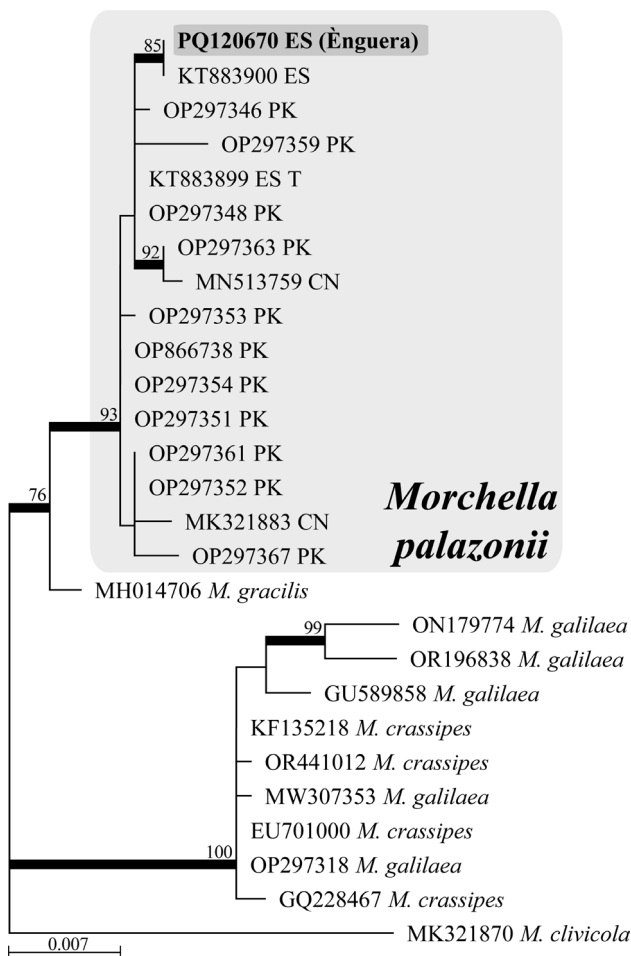 85
PQ120670 ES (Ènguera)
KT883900 ES
OP297346 PK
OP297359 PK
KT883899 ES T
OP297348 PK
92
OP297363 PK
MN513759 CN
OP297353 PK
OP866738 PK
OP297354 PK
93
OP297351 PK
OP297361 PK
OP297352 PK
MK321883 CN
OP297367 PK
Morchella
palazonii
76
MH014706 M. gracilis
99
ON179774 M. galilaea
OR196838 M. galilaea
GU589858 M. galilaea
KF135218 M. crassipes
OR441012 M. crassipes
MW307353 M. galilaea
EU701000 M. crassipes
100
OP297318 M. galilaea
GQ228467 M. crassipes
MK321870 M. clivicola
0.007